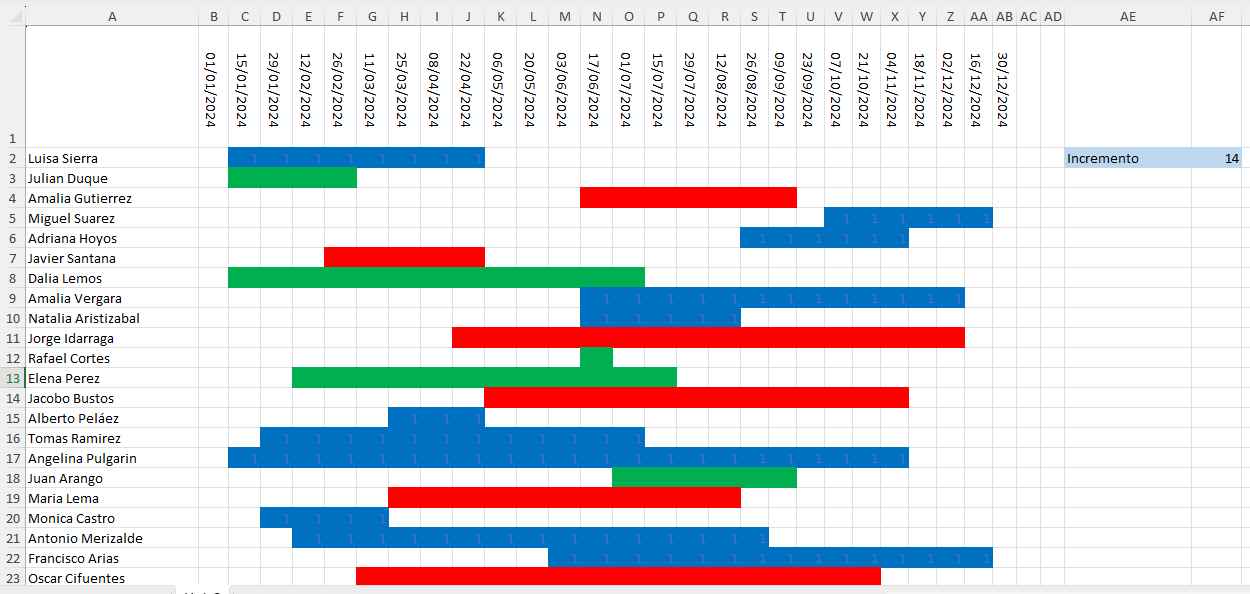 A B C D E F G H I J K L M N O P Q R S T U V W X Y Z AA AB AC AD AE AF
1 01/01/2024 15/01/2024 29/01/2024 12/02/2024 26/02/2024 11/03/2024 25/03/2024 08/04/2024 22/04/2024 06/05/2024 20/05/2024 03/06/2024 17/06/2024 01/07/2024 15/07/2024 29/07/2024 12/08/2024 26/08/2024 09/09/2024 23/09/2024 07/10/2024 21/10/2024 04/11/2024 18/11/2024 02/12/2024 16/12/2024 30/12/2024
2 Luisa Sierra 1 1 1 1 1 1 1 1 Incremento 14
3 Julian Duque
4 Amalia Gutierrez
5 Miguel Suarez 1 1 1 1 1 1
6 Adriana Hoyos 1 1 1 1 1 1
7 Javier Santana
8 Dalia Lemos
9 Amalia Vergara 1 1 1 1 1 1 1 1 1 1 1 1 1
10 Natalia Aristizabal 1 1 1 1 1
11 Jorge Idarraga
12 Rafael Cortes
13 Elena Perez
14 Jacobo Bustos
15 Alberto Peláez 1 1 1
16 Tomas Ramirez 1 1 1 1 1 1 1 1 1 1 1 1
17 Angelina Pulgarin 1 1 1 1 1 1 1 1 1 1 1 1 1 1 1 1 1 1 1 1 1 1
18 Juan Arango
19 Maria Lema
20 Monica Castro 1 1 1 1
21 Antonio Merizalde 1 1 1 1 1 1 1 1 1 1 1 1 1 1 1
22 Francisco Arias 1 1 1 1 1 1 1 1 1 1 1 1 1 1 1
23 Oscar Cifuentes